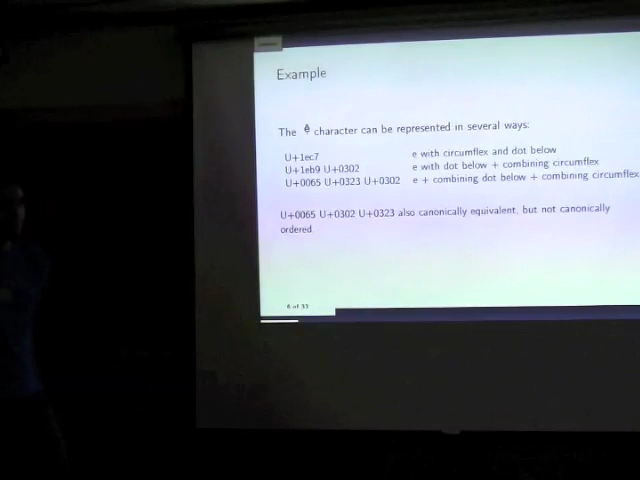 Example
The ệ character can be represented in several ways:
U+1ec7 e with circumflex and dot below
U+1eb9 U+0302 e with dot below + combining circumflex
U+0065 U+0323 U+0302 e + combining dot below + combining circumflex
U+0065 U+0302 U+0323 also canonically equivalent, but not canonically
ordered
6 of 33